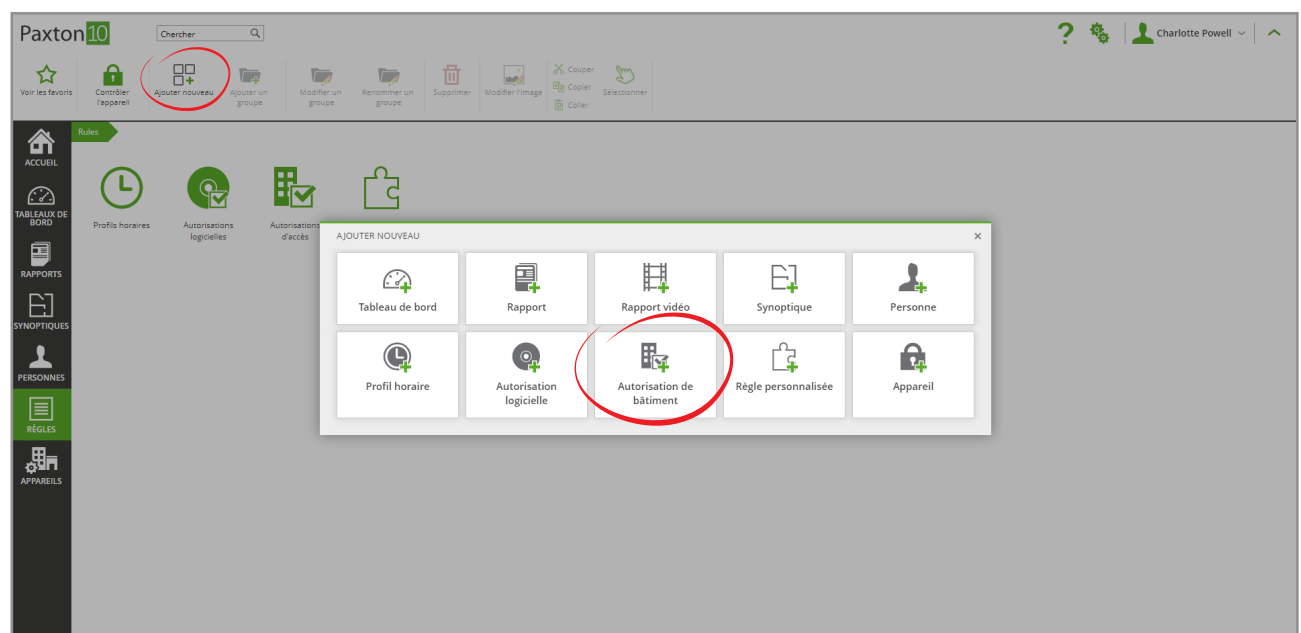 Paxton10
Chercher
Charlotte Powell
Voir les favoris
Contrôler
l'appareil
Ajouter nouveau
Ajouter un
groupe
Modifier un
groupe
Renommer un
groupe
Supprimer
Modifier l'image
Couper
Copier
Coller
Sélectionner
Rules
ACCUEIL
TABLEAUX DE
BORD
RAPPORTS
SYNOPTIQUES
PERSONNES
RÈGLES
APPAREILS
Profils horaires
Autorisations
logicielles
Autorisations
d'accès
AJOUTER NOUVEAU
×
Tableau de bord
Rapport
Rapport vidéo
Synoptique
Personne
Profil horaire
Autorisation
logicielle
Autorisation de
bâtiment
Règle personnalisée
Appareil